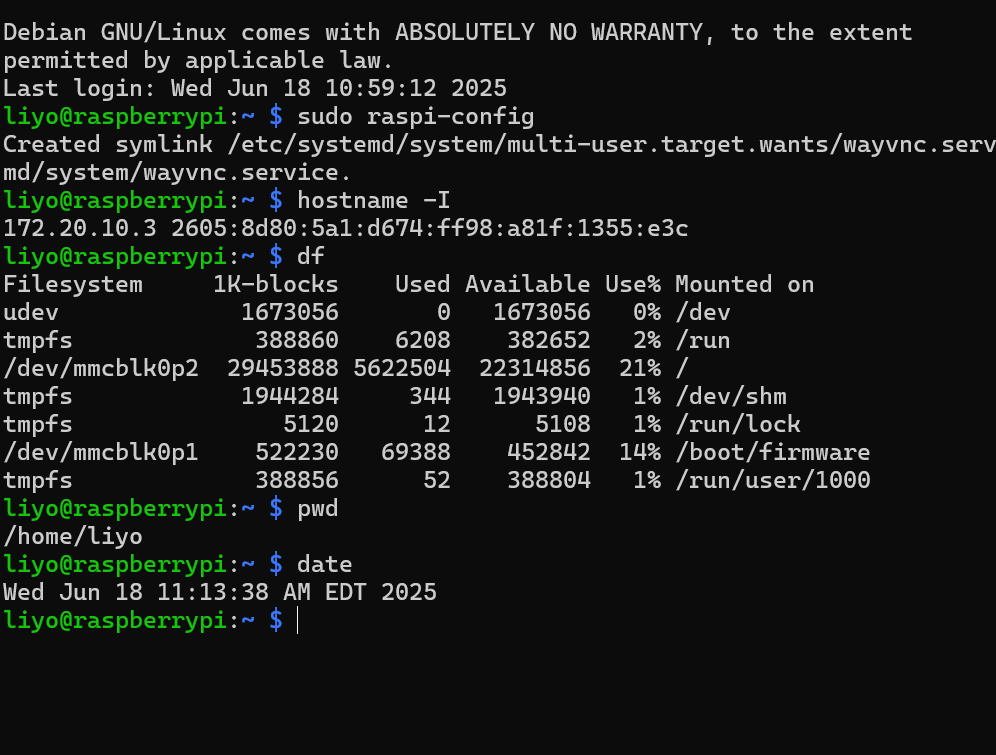 Debian GNU/Linux comes with ABSOLUTELY NO WARRANTY, to the extent
permitted by applicable law.
Last login: Wed Jun 18 10:59:12 2025
liyo@raspberrypi:~ $ sudo raspi-config
Created symlink /etc/systemd/system/multi-user.target.wants/wayvnc.serv
md/system/wayvnc.service.
liyo@raspberrypi:~ $ hostname -I
172.20.10.3 2605:8d80:5a1:d674:ff98:a81f:1355:e3c
liyo@raspberrypi:~ $ df
Filesystem     1K-blocks    Used Available Use% Mounted on
udev             1673056       0   1673056   0% /dev
tmpfs             388860    6208    382652   2% /run
/dev/mmcblk0p2  29453888 5622504  22314856  21% /
tmpfs            1944284     344   1943940   1% /dev/shm
tmpfs               5120      12      5108   1% /run/lock
/dev/mmcblk0p1    522230   69388    452842  14% /boot/firmware
tmpfs             388856      52    388804   1% /run/user/1000
liyo@raspberrypi:~ $ pwd
/home/liyo
liyo@raspberrypi:~ $ date
Wed Jun 18 11:13:38 AM EDT 2025
liyo@raspberrypi:~ $